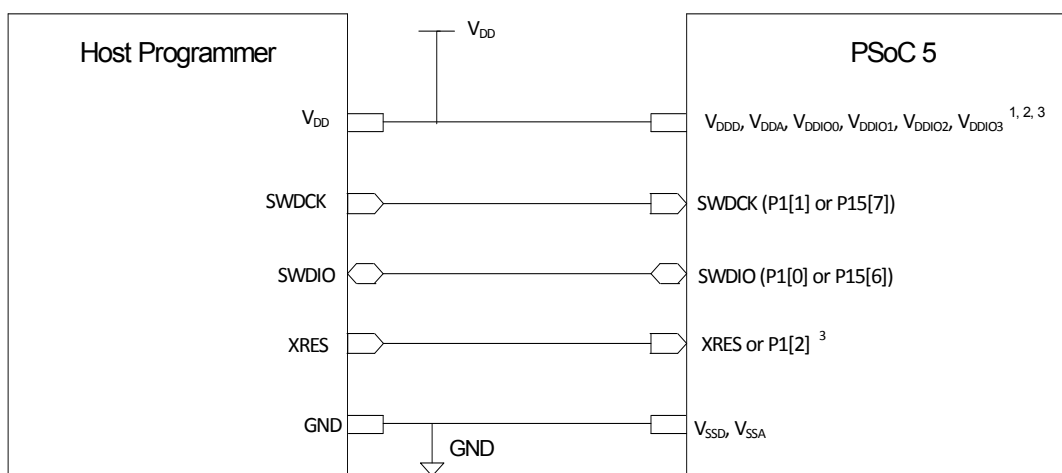 Host Programmer
PSoC 5
VDD
VDD
VDDD, VDDA, VDDIO0, VDDIO1, VDDIO2, VDDIO3 1, 2, 3
SWDCK
SWDCK (P1[1] or P15[7])
SWDIO
SWDIO (P1[0] or P15[6])
XRES
XRES or P1[2] 3
GND
GND
VSSD, VSSA